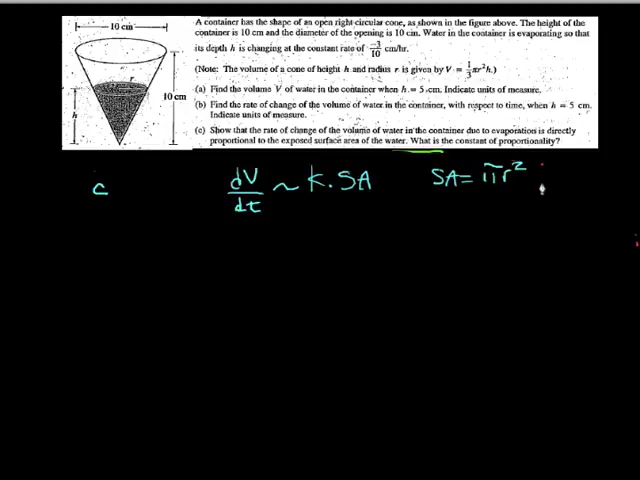 10 cm
A container has the shape of an open right circular cone, as shown in the figure above. The height of the
container is 10 cm and the diameter of the opening is 10 cm. Water in the container is evaporating so that
its depth h is changing at the constant rate of -3/10 cm/hr.
(Note: The volume of a cone of height h and radius r is given by V = 1/3 πr²h.)
r
10 cm
h
(a) Find the volume V of water in the container when h = 5 cm. Indicate units of measure.
(b) Find the rate of change of the volume of water in the container, with respect to time, when h = 5 cm.
Indicate units of measure.
(c) Show that the rate of change of the volume of water in the container due to evaporation is directly
proportional to the exposed surface area of the water. What is the constant of proportionality?
c
dV/dt ~ K·SA
SA = πr²